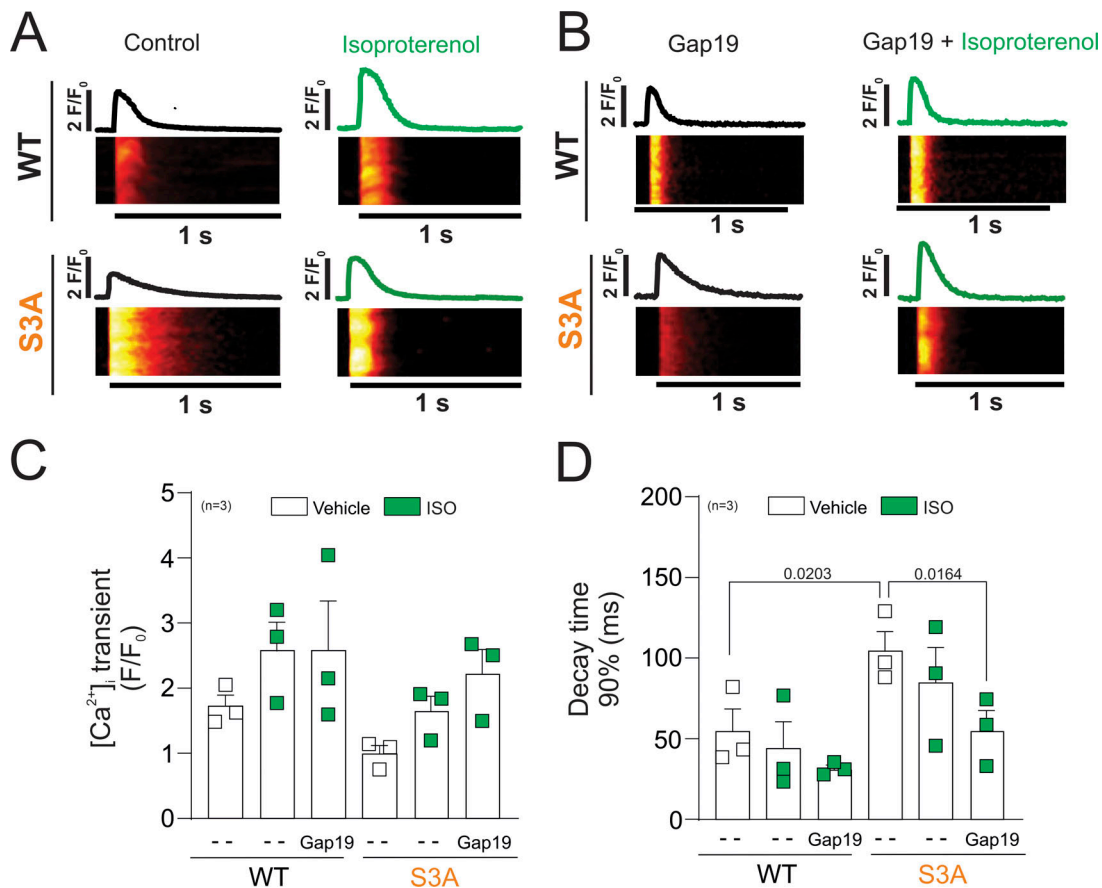 A
Control
Isoproterenol
WT
2 F/F0
2 F/F0
1 s
1 s
S3A
2 F/F0
2 F/F0
1 s
1 s
B
Gap19
Gap19 + Isoproterenol
WT
2 F/F0
2 F/F0
1 s
1 s
S3A
2 F/F0
2 F/F0
1 s
1 s
C
[Ca2+]i transient
(F/F0)
5
4
3
2
1
0
(n=3)
Vehicle
ISO
-- -- Gap19 -- -- Gap19
WT S3A
D
Decay time
90% (ms)
200
150
100
50
0
(n=3)
Vehicle
ISO
0.0203
0.0164
-- -- Gap19 -- -- Gap19
WT S3A